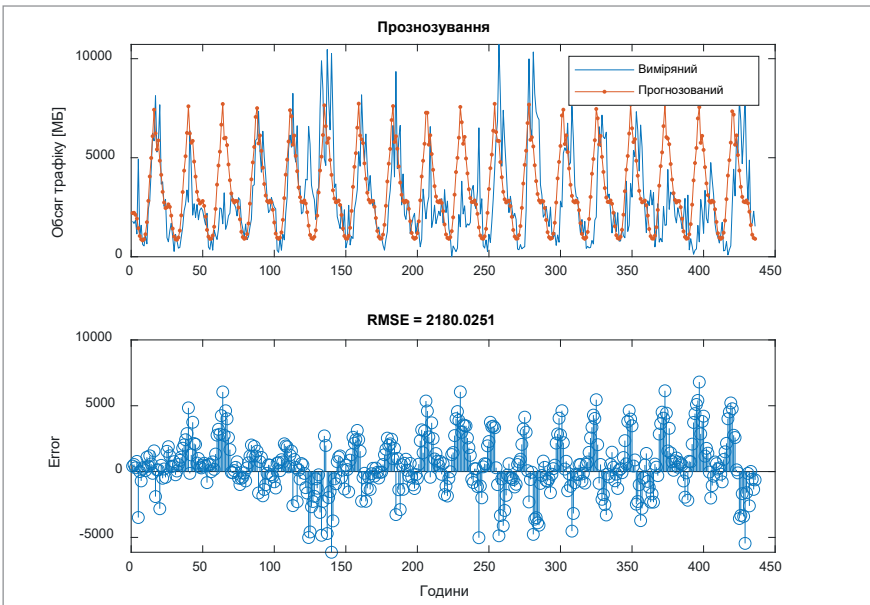 Прознозування
10000
5000
0
Обсяг трафіку [МБ]
Виміряний
Прогнозований
0 50 100 150 200 250 300 350 400 450
RMSE = 2180.0251
10000
5000
0
-5000
Error
0 50 100 150 200 250 300 350 400 450
Години